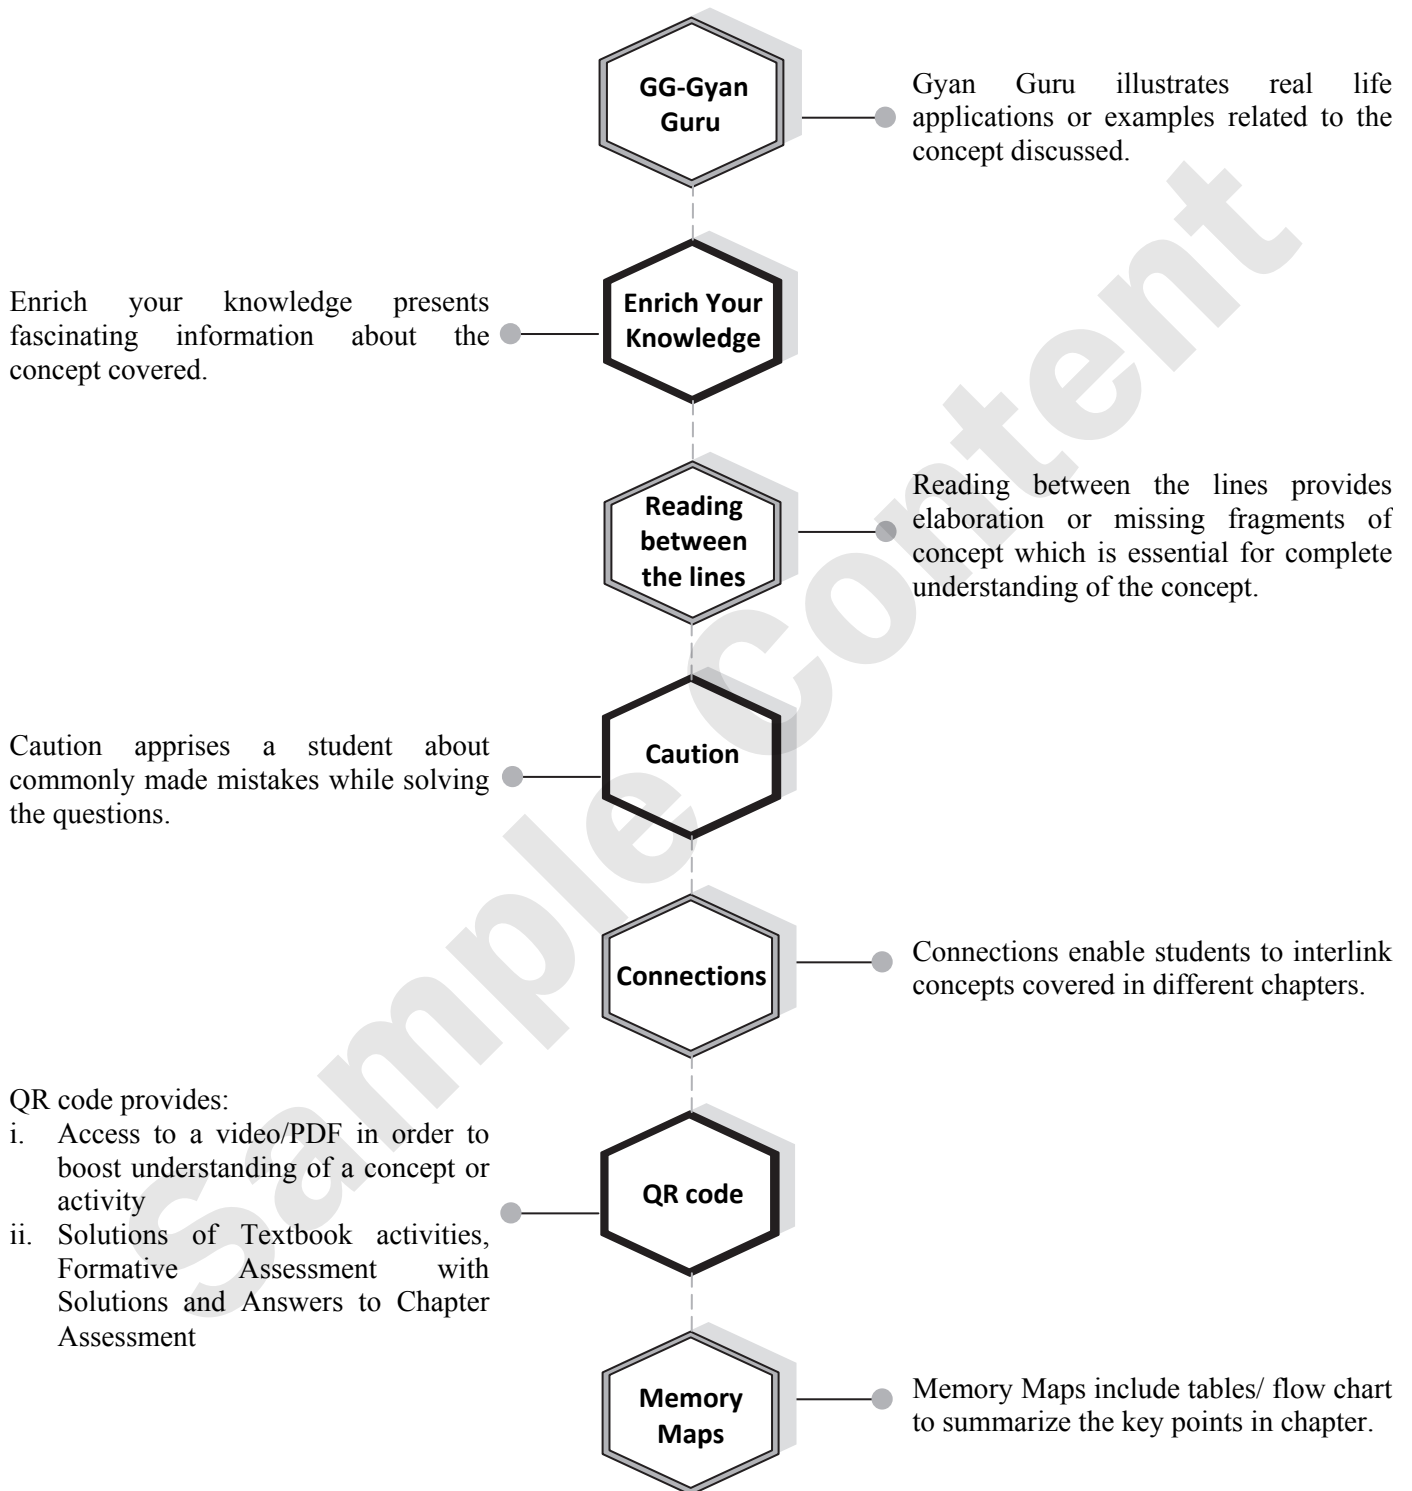 GG-Gyan
Guru
Gyan Guru illustrates real life
applications or examples related to the
concept discussed.
Enrich your knowledge presents
fascinating information about the
concept covered.
Enrich Your
Knowledge
Reading
between
the lines
Reading between the lines provides
elaboration or missing fragments of
concept which is essential for complete
understanding of the concept.
Caution apprises a student about
commonly made mistakes while solving
the questions.
Caution
Connections
Connections enable students to interlink
concepts covered in different chapters.
QR code provides:
i. Access to a video/PDF in order to
boost understanding of a concept or
activity
ii. Solutions of Textbook activities,
Formative Assessment with
Solutions and Answers to Chapter
Assessment
QR code
Memory
Maps
Memory Maps include tables/ flow chart
to summarize the key points in chapter.
Sample Content